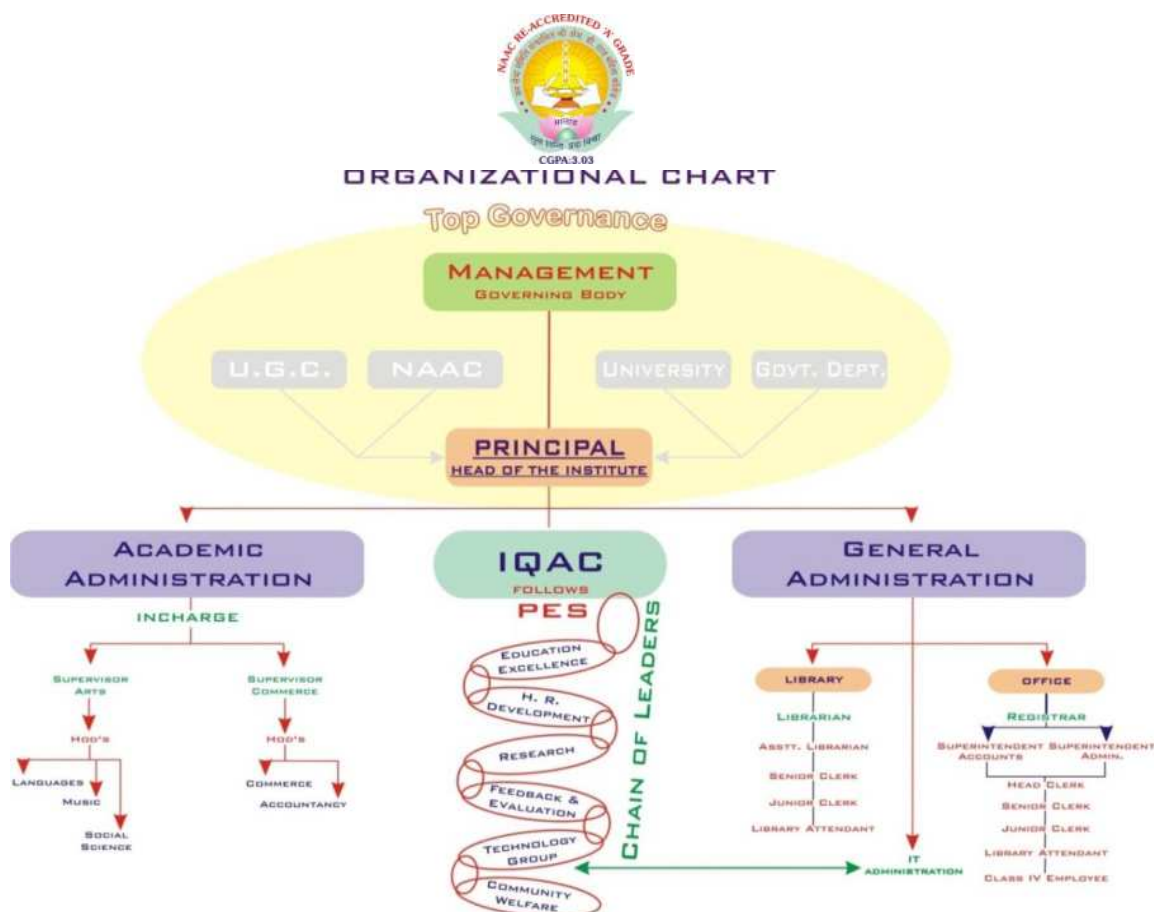 NAAC RE-ACCREDITED 'A' GRADE
CGPA:3.03
ORGANIZATIONAL CHART
Top Governance
MANAGEMENT
GOVERNING BODY
U.G.C.
NAAC
UNIVERSITY
GOVT. DEPT.
PRINCIPAL
HEAD OF THE INSTITUTE
ACADEMIC
ADMINISTRATION
INCHARGE
SUPERVISOR
ARTS
SUPERVISOR
COMMERCE
HOD'S
HOD'S
LANGUAGES
MUSIC
SOCIAL
SCIENCE
COMMERCE
ACCOUNTANCY
IQAC
FOLLOWS
PES
EDUCATION
EXCELLENCE
H. R.
DEVELOPMENT
RESEARCH
FEEDBACK &
EVALUATION
TECHNOLOGY
GROUP
COMMUNITY
WELFARE
CHAIN OF LEADERS
GENERAL
ADMINISTRATION
LIBRARY
LIBRARIAN
ASSTT. LIBRARIAN
SENIOR CLERK
JUNIOR CLERK
LIBRARY ATTENDANT
IT
ADMINISTRATION
OFFICE
REGISTRAR
SUPERINTENDENT
ACCOUNTS
SUPERINTENDENT
ADMIN.
HEAD CLERK
SENIOR CLERK
JUNIOR CLERK
LIBRARY ATTENDANT
CLASS IV EMPLOYEE